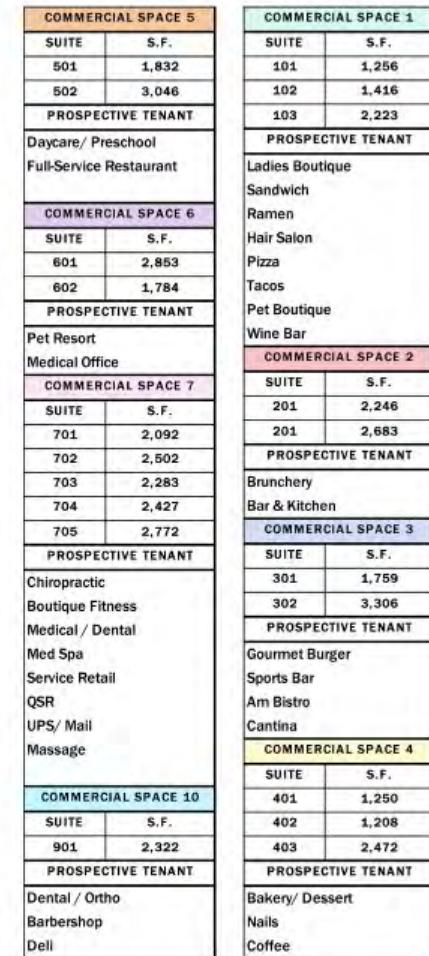 COMMERCIAL SPACE 5
SUITE S.F.
501 1,832
502 3,046
PROSPECTIVE TENANT
Daycare/ Preschool
Full-Service Restaurant
COMMERCIAL SPACE 6
SUITE S.F.
601 2,853
602 1,784
PROSPECTIVE TENANT
Pet Resort
Medical Office
COMMERCIAL SPACE 7
SUITE S.F.
701 2,092
702 2,502
703 2,283
704 2,427
705 2,772
PROSPECTIVE TENANT
Chiropractic
Boutique Fitness
Medical / Dental
Med Spa
Service Retail
QSR
UPS/ Mail
Massage
COMMERCIAL SPACE 10
SUITE S.F.
901 2,322
PROSPECTIVE TENANT
Dental / Ortho
Barbershop
Deli
COMMERCIAL SPACE 1
SUITE S.F.
101 1,256
102 1,416
103 2,223
PROSPECTIVE TENANT
Ladies Boutique
Sandwich
Ramen
Hair Salon
Pizza
Tacos
Pet Boutique
Wine Bar
COMMERCIAL SPACE 2
SUITE S.F.
201 2,246
201 2,683
PROSPECTIVE TENANT
Brunchery
Bar & Kitchen
COMMERCIAL SPACE 3
SUITE S.F.
301 1,759
302 3,306
PROSPECTIVE TENANT
Gourmet Burger
Sports Bar
Am Bistro
Cantina
COMMERCIAL SPACE 4
SUITE S.F.
401 1,250
402 1,208
403 2,472
PROSPECTIVE TENANT
Bakery/ Dessert
Nails
Coffee